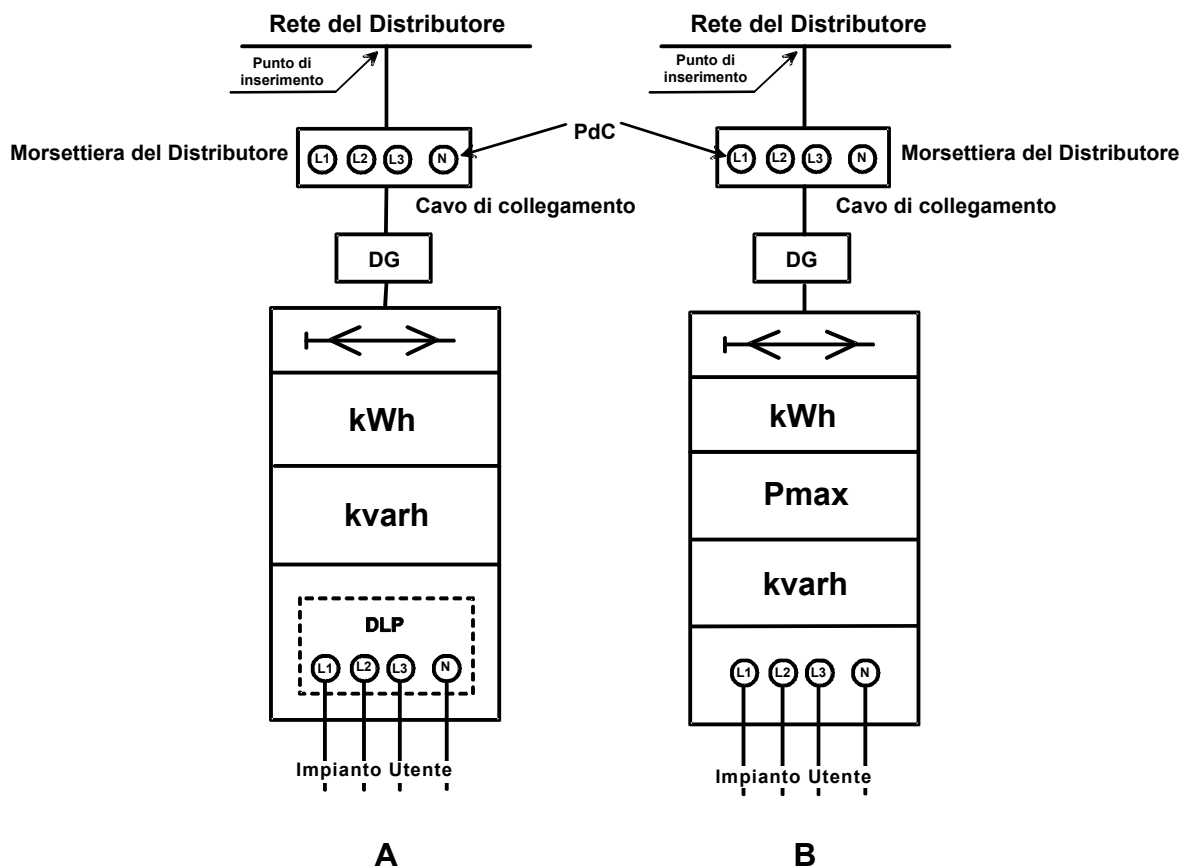 Rete del Distributore
Punto di
inserimento
Morsettiera del Distributore
L1 L2 L3 N
PdC
Cavo di collegamento
DG
kWh
kvarh
DLP
L1 L2 L3 N
Impianto Utente
A
Rete del Distributore
Punto di
inserimento
L1 L2 L3 N
Morsettiera del Distributore
Cavo di collegamento
DG
kWh
Pmax
kvarh
L1 L2 L3 N
Impianto Utente
B